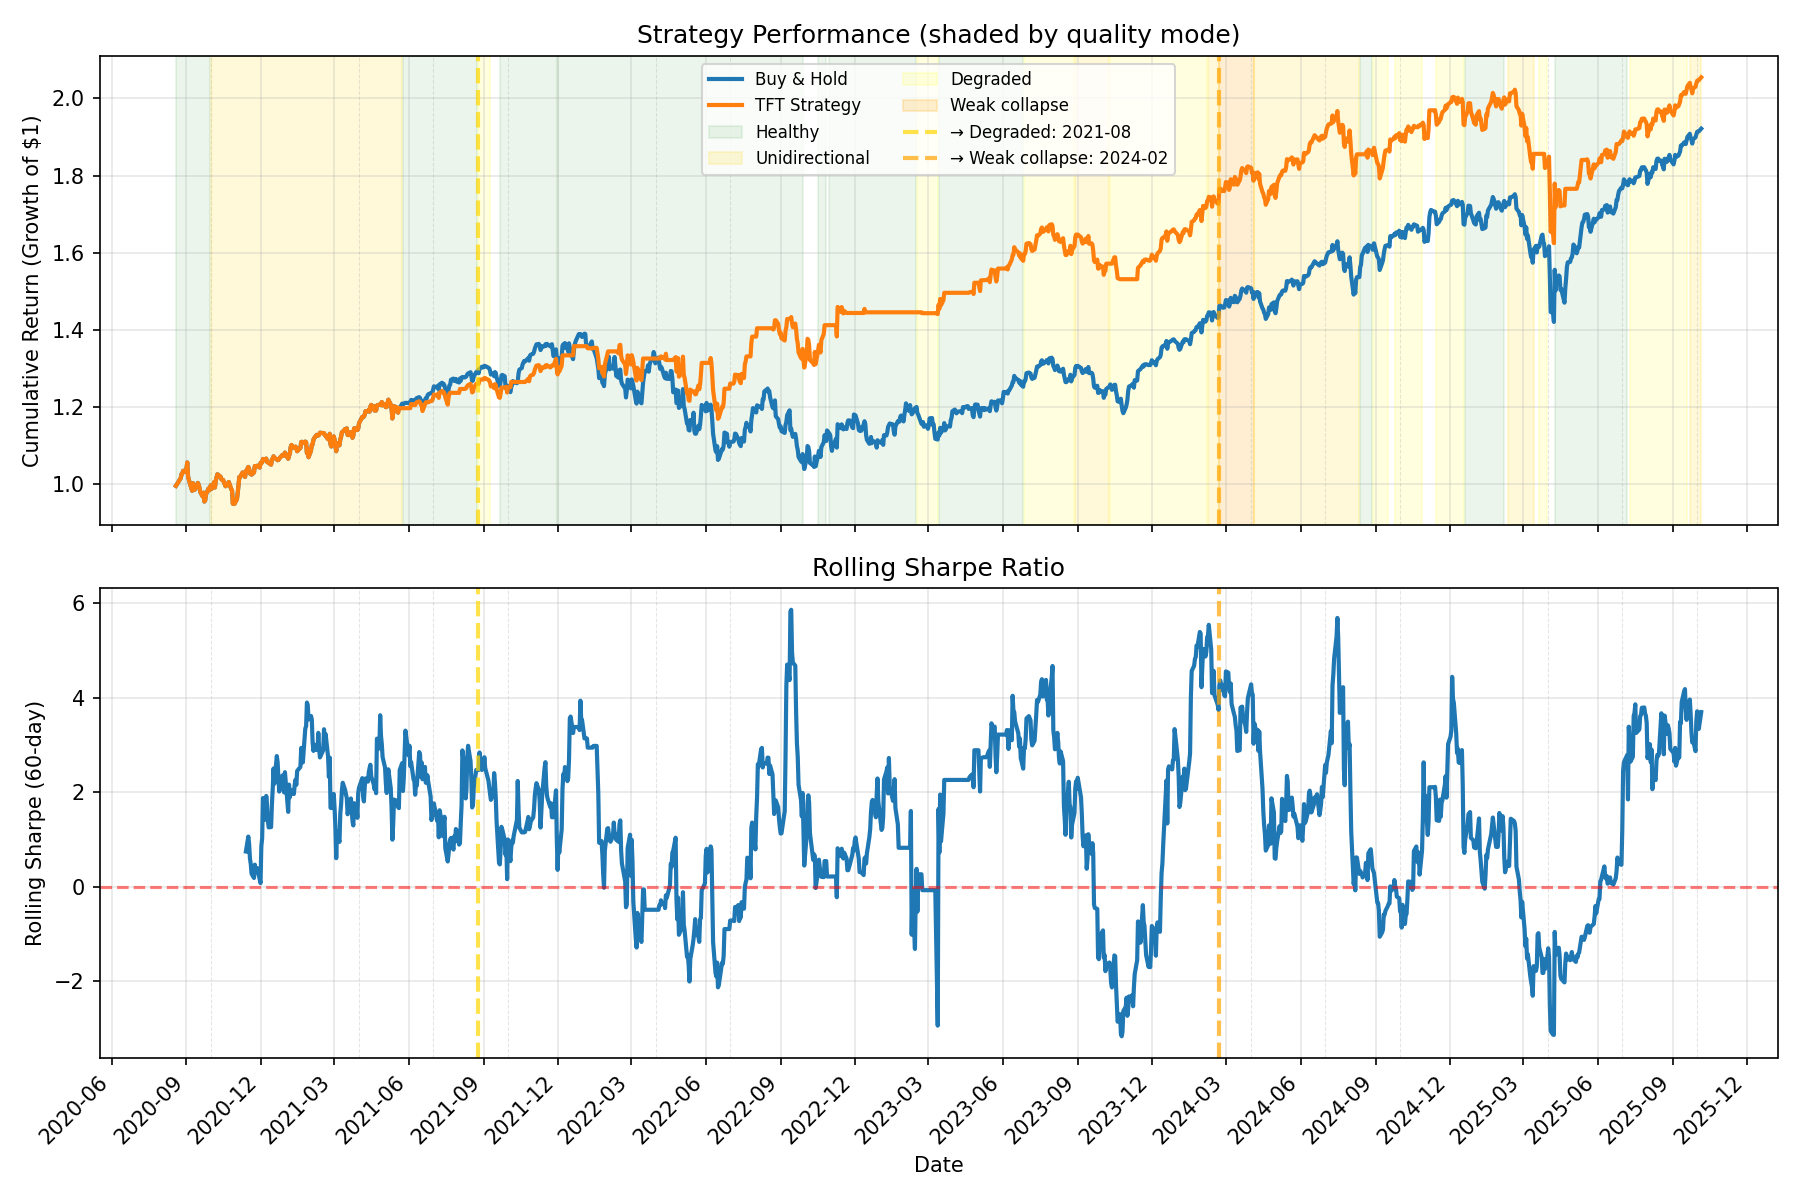 Strategy Performance (shaded by quality mode)
Cumulative Return (Growth of $1)
2.0
1.8
1.6
1.4
1.2
1.0
Buy & Hold
TFT Strategy
Healthy
Unidirectional
Degraded
Weak collapse
→ Degraded: 2021-08
→ Weak collapse: 2024-02
Rolling Sharpe Ratio
Rolling Sharpe (60-day)
6
4
2
0
−2
2020-06
2020-09
2020-12
2021-03
2021-06
2021-09
2021-12
2022-03
2022-06
2022-09
2022-12
2023-03
2023-06
2023-09
2023-12
2024-03
2024-06
2024-09
2024-12
2025-03
2025-06
2025-09
2025-12
Date